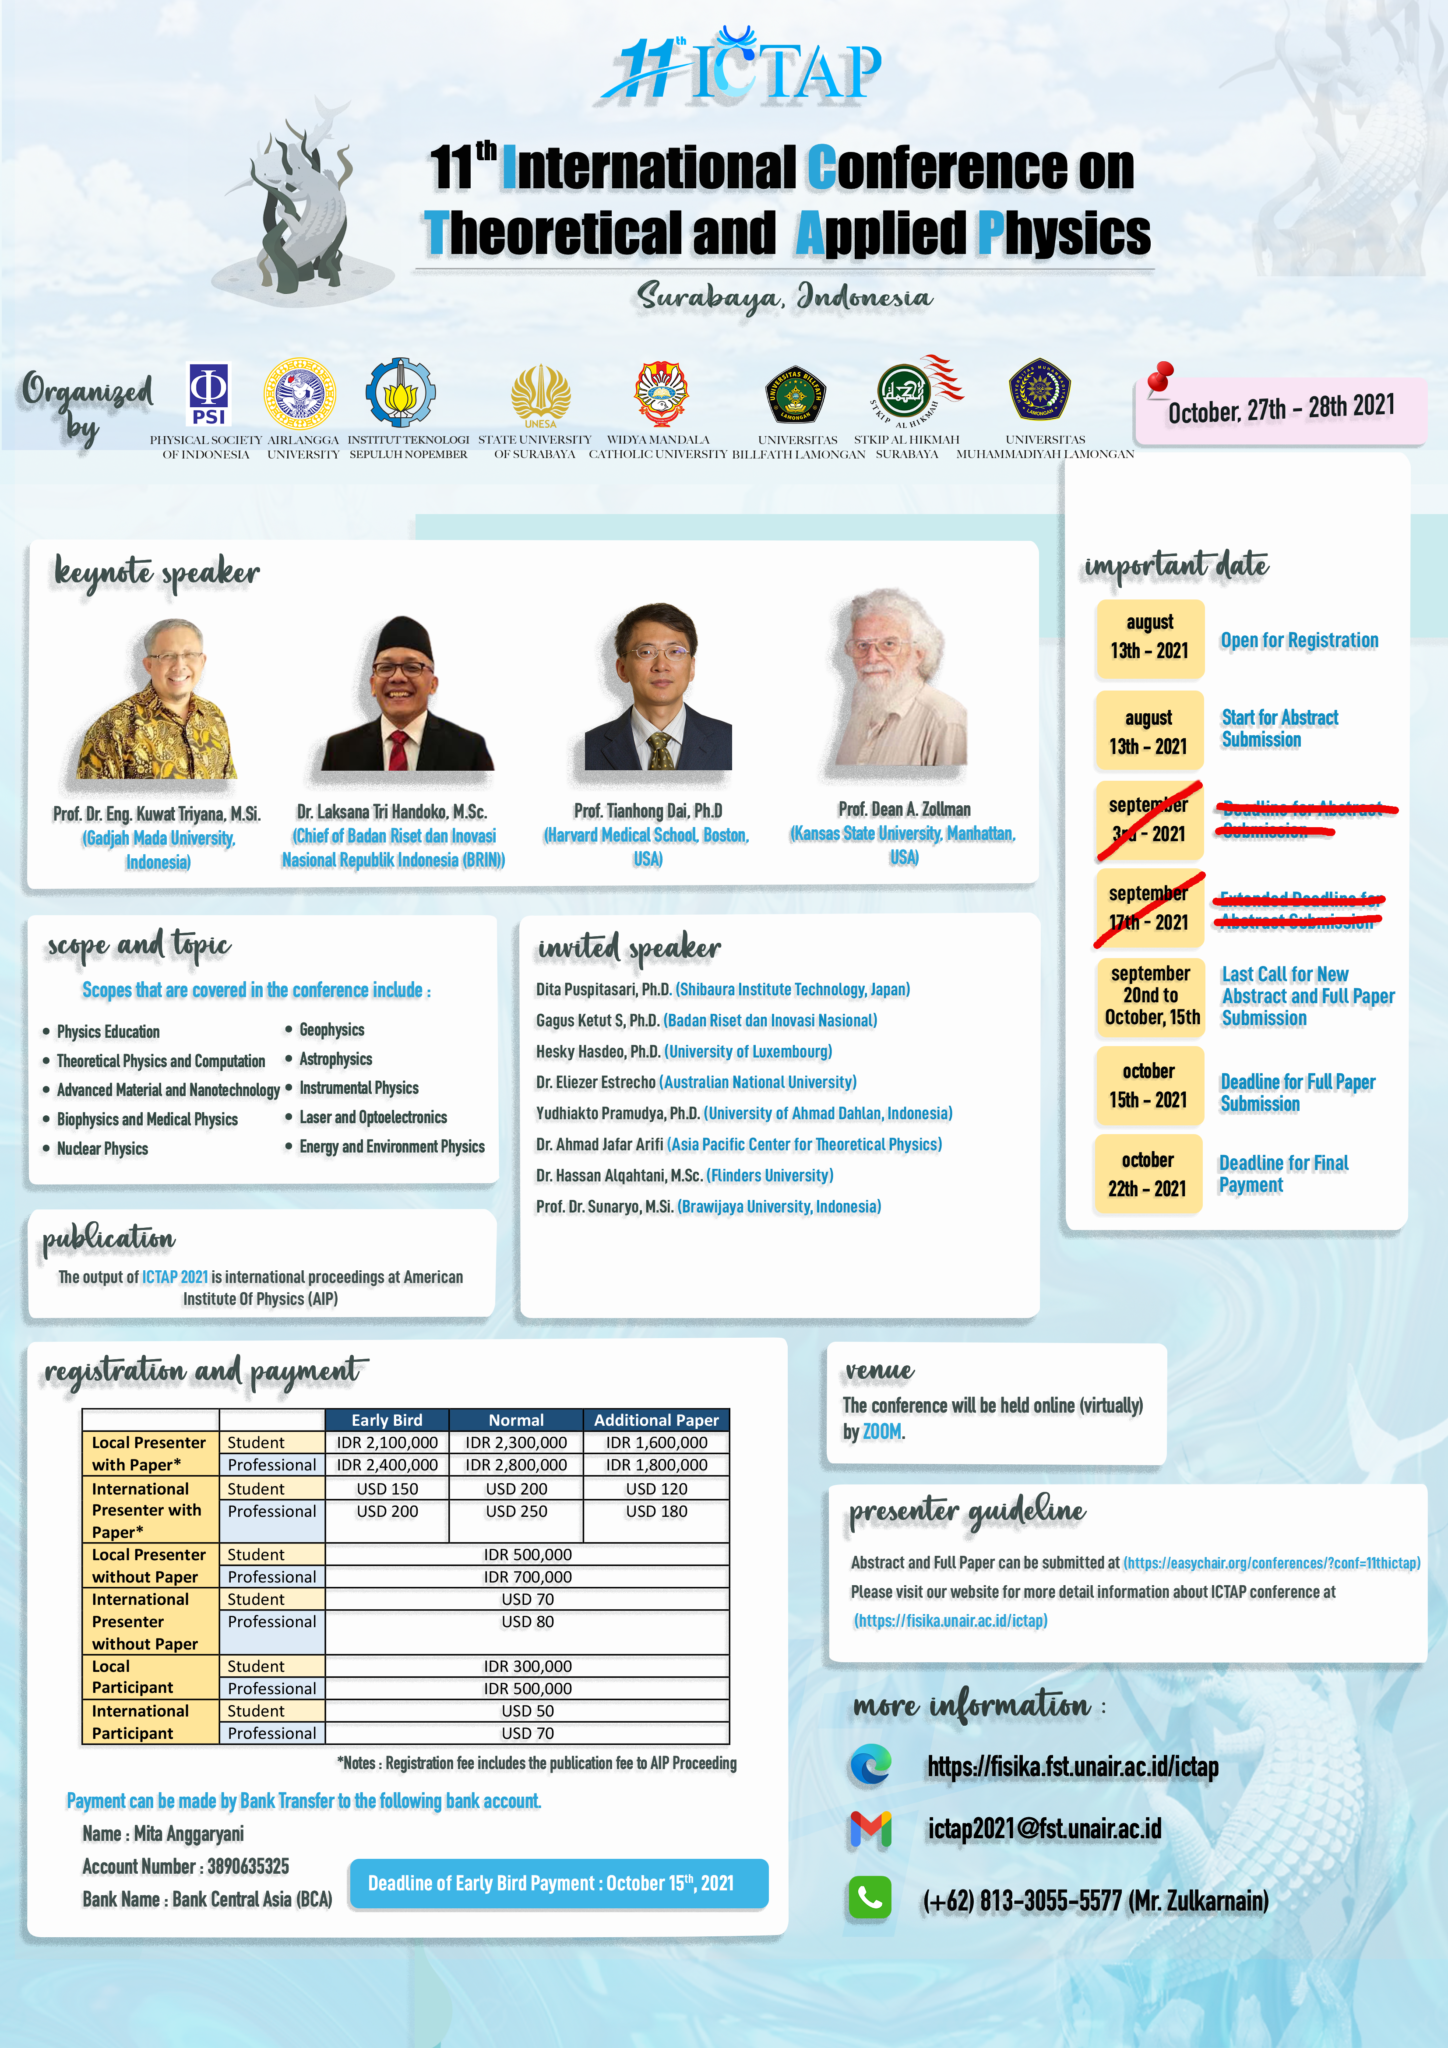 11th ICTAP
11th International Conference on
Theoretical and Applied Physics
Surabaya, Indonesia
Organized
by
PSI
PHYSICAL SOCIETY
OF INDONESIA
AIRLANGGA
UNIVERSITY
INSTITUT TEKNOLOGI
SEPULUH NOPEMBER
UNESA
STATE UNIVERSITY
OF SURABAYA
WIDYA MANDALA
CATHOLIC UNIVERSITY
UNIVERSITAS BILLFATH
LAMONGAN
UNIVERSITAS
BILLFATH LAMONGAN
STKIP AL HIKMAH
STKIP AL HIKMAH
SURABAYA
LAMONGAN
UNIVERSITAS
MUHAMMADIYAH LAMONGAN
October, 27th - 28th 2021
keynote speaker
Prof. Dr. Eng. Kuwat Triyana, M.Si.
(Gadjah Mada University,
Indonesia)
Dr. Laksana Tri Handoko, M.Sc.
(Chief of Badan Riset dan Inovasi
Nasional Republik Indonesia (BRIN))
Prof. Tianhong Dai, Ph.D
(Harvard Medical School, Boston,
USA)
Prof. Dean A. Zollman
(Kansas State University, Manhattan,
USA)
important date
august
13th - 2021
Open for Registration
august
13th - 2021
Start for Abstract
Submission
september
3rd - 2021
Deadline for Abstract
Submission
september
17th - 2021
Extended Deadline for
Abstract Submission
september
20nd to
October, 15th
Last Call for New
Abstract and Full Paper
Submission
october
15th - 2021
Deadline for Full Paper
Submission
october
22th - 2021
Deadline for Final
Payment
scope and topic
Scopes that are covered in the conference include :
• Physics Education
• Theoretical Physics and Computation
• Advanced Material and Nanotechnology
• Biophysics and Medical Physics
• Nuclear Physics
• Geophysics
• Astrophysics
• Instrumental Physics
• Laser and Optoelectronics
• Energy and Environment Physics
invited speaker
Dita Puspitasari, Ph.D. (Shibaura Institute Technology, Japan)
Gagus Ketut S, Ph.D. (Badan Riset dan Inovasi Nasional)
Hesky Hasdeo, Ph.D. (University of Luxembourg)
Dr. Eliezer Estrecho (Australian National University)
Yudhiakto Pramudya, Ph.D. (University of Ahmad Dahlan, Indonesia)
Dr. Ahmad Jafar Arifi (Asia Pacific Center for Theoretical Physics)
Dr. Hassan Alqahtani, M.Sc. (Flinders University)
Prof. Dr. Sunaryo, M.Si. (Brawijaya University, Indonesia)
publication
The output of ICTAP 2021 is international proceedings at American
Institute Of Physics (AIP)
registration and payment
Early Bird Normal Additional Paper
Local Presenter with Paper* Student IDR 2,100,000 IDR 2,300,000 IDR 1,600,000
Professional IDR 2,400,000 IDR 2,800,000 IDR 1,800,000
International Presenter with Paper* Student USD 150 USD 200 USD 120
Professional USD 200 USD 250 USD 180
Local Presenter without Paper Student IDR 500,000
Professional IDR 700,000
International Presenter without Paper Student USD 70
Professional USD 80
Local Participant Student IDR 300,000
Professional IDR 500,000
International Participant Student USD 50
Professional USD 70
*Notes : Registration fee includes the publication fee to AIP Proceeding
Payment can be made by Bank Transfer to the following bank account.
Name : Mita Anggaryani
Account Number : 3890635325
Bank Name : Bank Central Asia (BCA)
Deadline of Early Bird Payment : October 15th, 2021
venue
The conference will be held online (virtually)
by ZOOM.
presenter guideline
Abstract and Full Paper can be submitted at (https://easychair.org/conferences/?conf=11thictap)
Please visit our website for more detail information about ICTAP conference at
(https://fisika.unair.ac.id/ictap)
more information :
https://fisika.fst.unair.ac.id/ictap
ictap2021@fst.unair.ac.id
(+62) 813-3055-5577 (Mr. Zulkarnain)